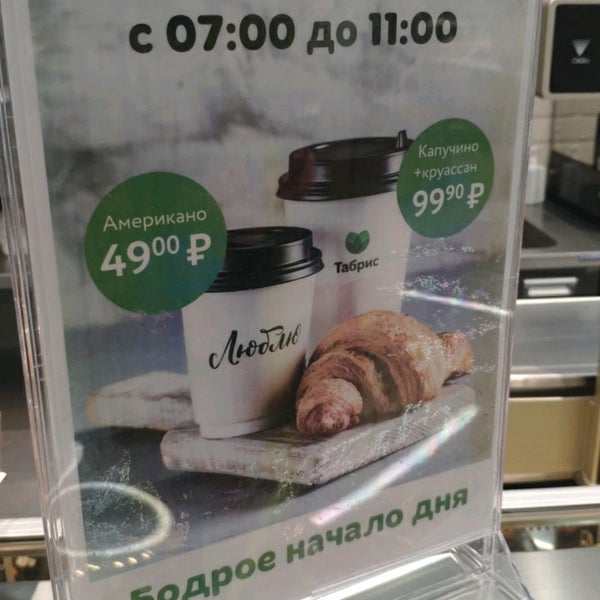 с 07:00 до 11:00
Капучино
+круассан
99⁹⁰ ₽
Американо
49⁰⁰ ₽
Табрис
Люблю
Бодрое начало дня